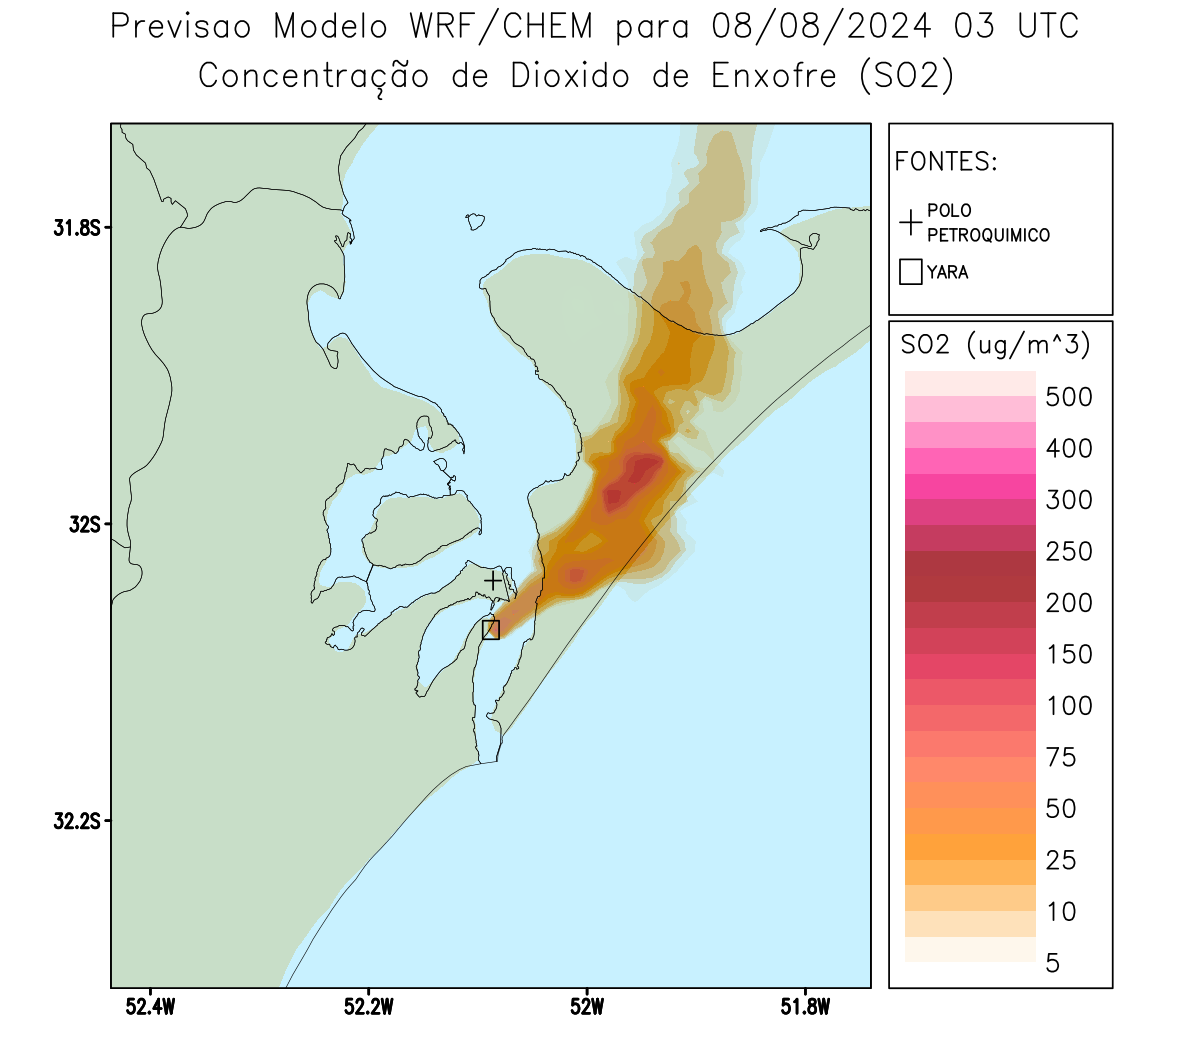 Previsao Modelo WRF/CHEM para 08/08/2024 03 UTC
Concentração de Dioxido de Enxofre (SO2)
FONTES:
POLO
PETROQUIMICO
YARA
SO2 (ug/m^3)
500
400
300
250
200
150
100
75
50
25
10
5
31.8S
32S
32.2S
52.4W
52.2W
52W
51.8W